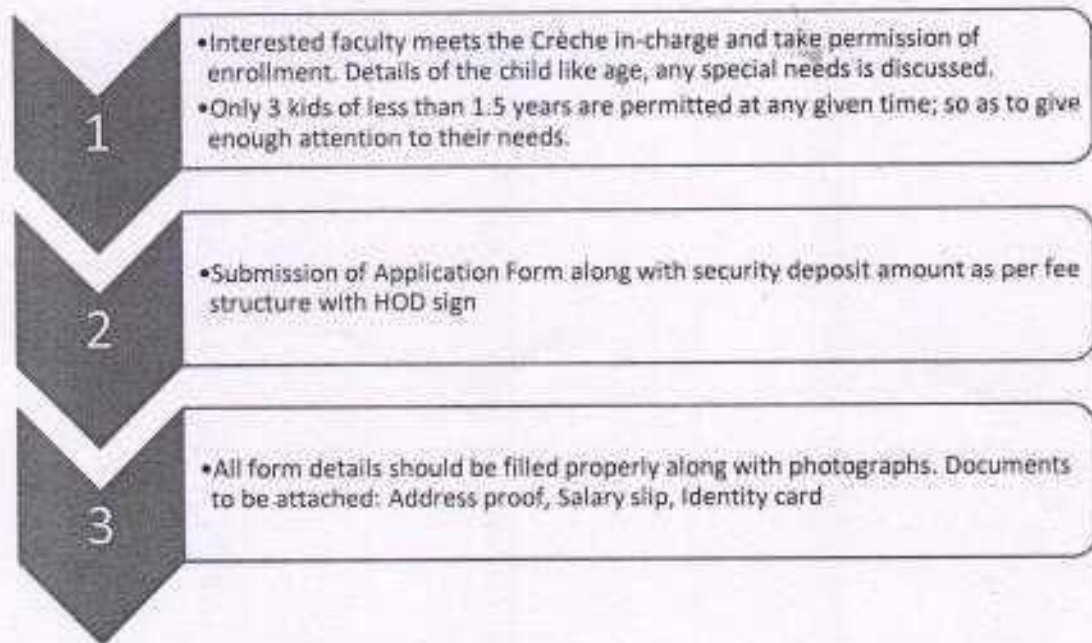 1
•Interested faculty meets the Crèche in-charge and take permission of
enrollment. Details of the child like age, any special needs is discussed.
•Only 3 kids of less than 1.5 years are permitted at any given time; so as to give
enough attention to their needs.
2
•Submission of Application Form along with security deposit amount as per fee
structure with HOD sign
3
•All form details should be filled properly along with photographs. Documents
to be attached: Address proof, Salary slip, Identity card